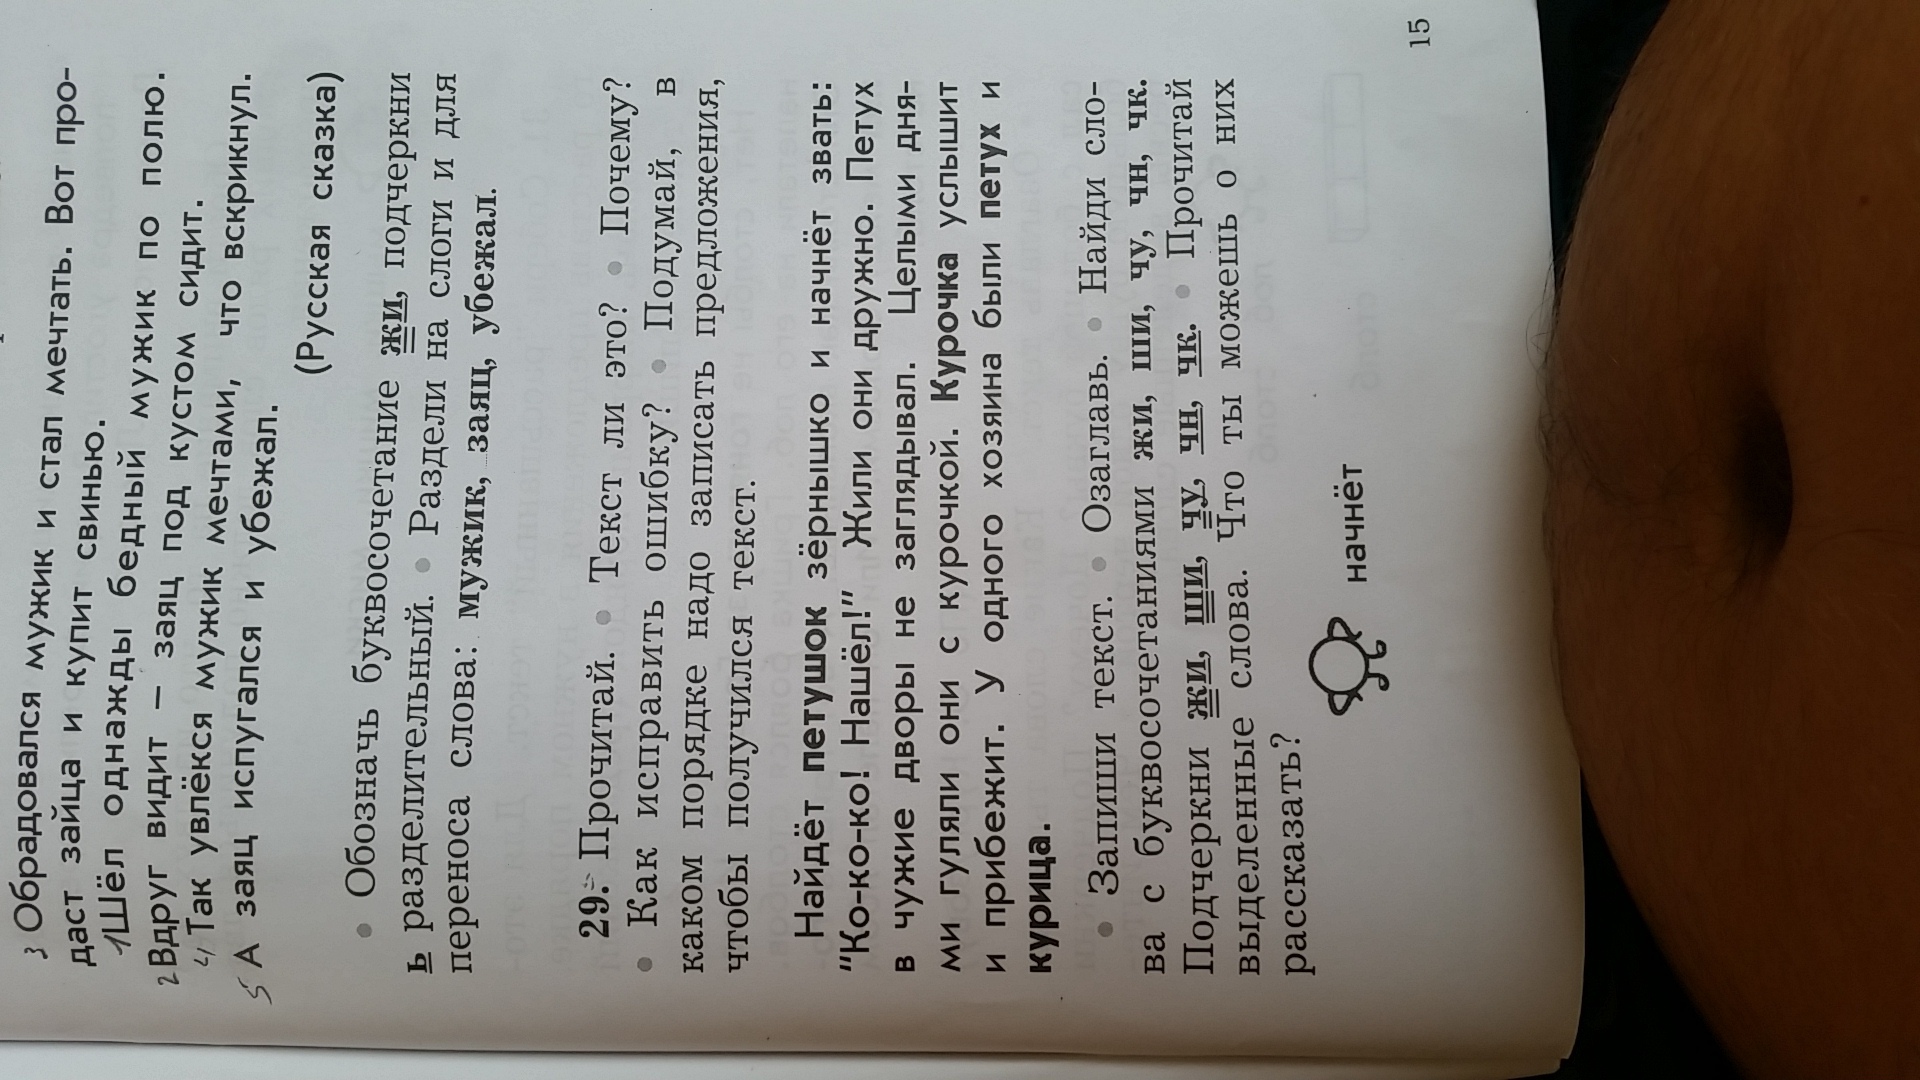 3 Обрадовался мужик и стал мечтать. Вот про-
даст зайца и купит свинью.
1 Шёл однажды бедный мужик по полю.
2 Вдруг видит – заяц под кустом сидит.
4 Так увлёкся мужик мечтами, что вскрикнул.
5 А заяц испугался и убежал.
(Русская сказка)
• Обозначь буквосочетание жи, подчеркни
ь разделительный. • Раздели на слоги и для
переноса слова: мужик, заяц, убежал.
29. Прочитай. • Текст ли это? • Почему?
• Как исправить ошибку? • Подумай, в
каком порядке надо записать предложения,
чтобы получился текст.
Найдёт петушок зёрнышко и начнёт звать:
"Ко-ко-ко! Нашёл!" Жили они дружно. Петух
в чужие дворы не заглядывал. Целыми дня-
ми гуляли они с курочкой. Курочка услышит
и прибежит. У одного хозяина были петух и
курица.
• Запиши текст. • Озаглавь. • Найди сло-
ва с буквосочетаниями жи, ши, чу, чн, чк.
Подчеркни жи, ши, чу, чн, чк. • Прочитай
выделенные слова. Что ты можешь о них
рассказать?
начнёт
15